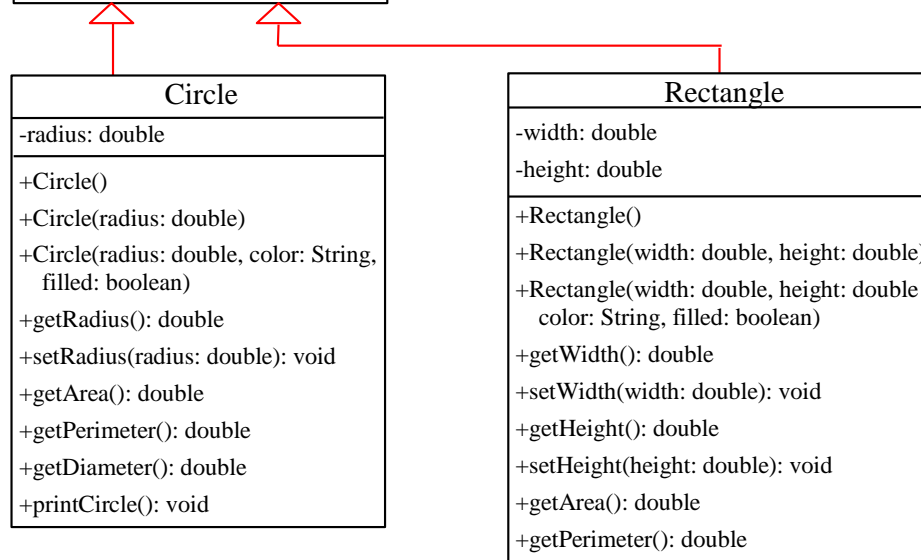 Circle
-radius: double
+Circle()
+Circle(radius: double)
+Circle(radius: double, color: String,
filled: boolean)
+getRadius(): double
+setRadius(radius: double): void
+getArea(): double
+getPerimeter(): double
+getDiameter(): double
+printCircle(): void
Rectangle
-width: double
-height: double
+Rectangle()
+Rectangle(width: double, height: double)
+Rectangle(width: double, height: double
color: String, filled: boolean)
+getWidth(): double
+setWidth(width: double): void
+getHeight(): double
+setHeight(height: double): void
+getArea(): double
+getPerimeter(): double